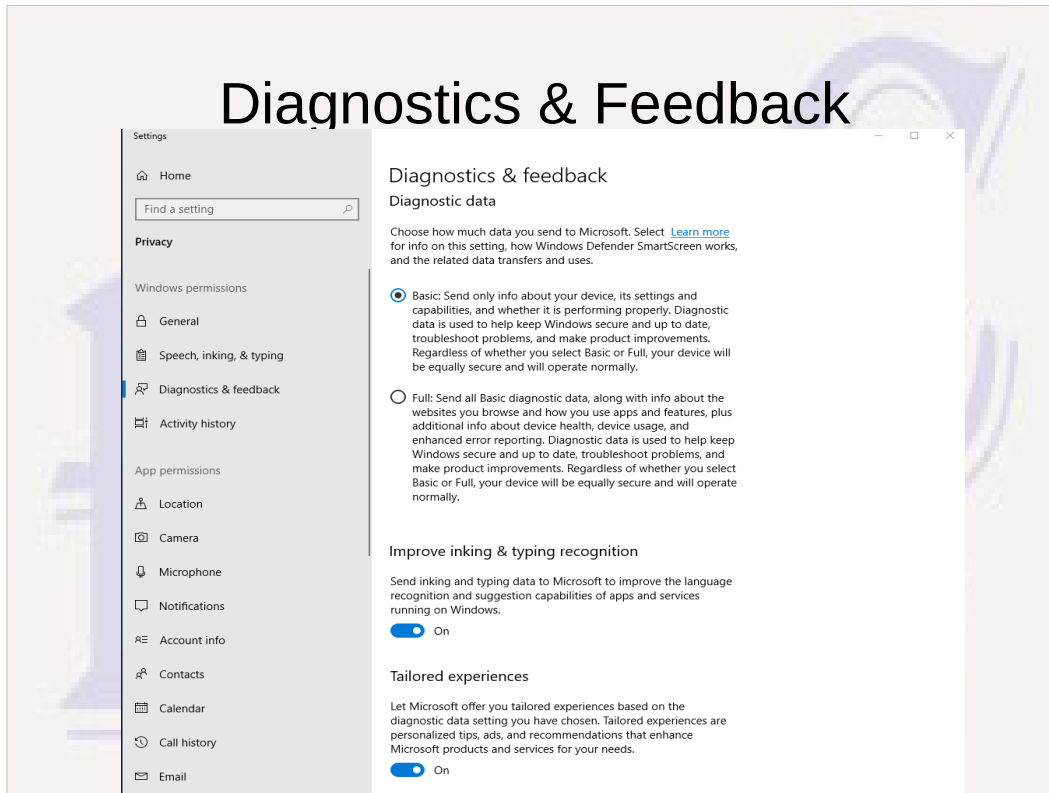 Diagnostics & Feedback
Settings
Home
Find a setting
Privacy
Windows permissions
General
Speech, inking, & typing
Diagnostics & feedback
Activity history
App permissions
Location
Camera
Microphone
Notifications
Account info
Contacts
Calendar
Call history
Email
Diagnostics & feedback
Diagnostic data
Choose how much data you send to Microsoft. Select Learn more
for info on this setting, how Windows Defender SmartScreen works,
and the related data transfers and uses.
Basic: Send only info about your device, its settings and
capabilities, and whether it is performing properly. Diagnostic
data is used to help keep Windows secure and up to date,
troubleshoot problems, and make product improvements.
Regardless of whether you select Basic or Full, your device will
be equally secure and will operate normally.
Full: Send all Basic diagnostic data, along with info about the
websites you browse and how you use apps and features, plus
additional info about device health, device usage, and
enhanced error reporting. Diagnostic data is used to help keep
Windows secure and up to date, troubleshoot problems, and
make product improvements. Regardless of whether you select
Basic or Full, your device will be equally secure and will operate
normally.
Improve inking & typing recognition
Send inking and typing data to Microsoft to improve the language
recognition and suggestion capabilities of apps and services
running on Windows.
On
Tailored experiences
Let Microsoft offer you tailored experiences based on the
diagnostic data setting you have chosen. Tailored experiences are
personalized tips, ads, and recommendations that enhance
Microsoft products and services for your needs.
On